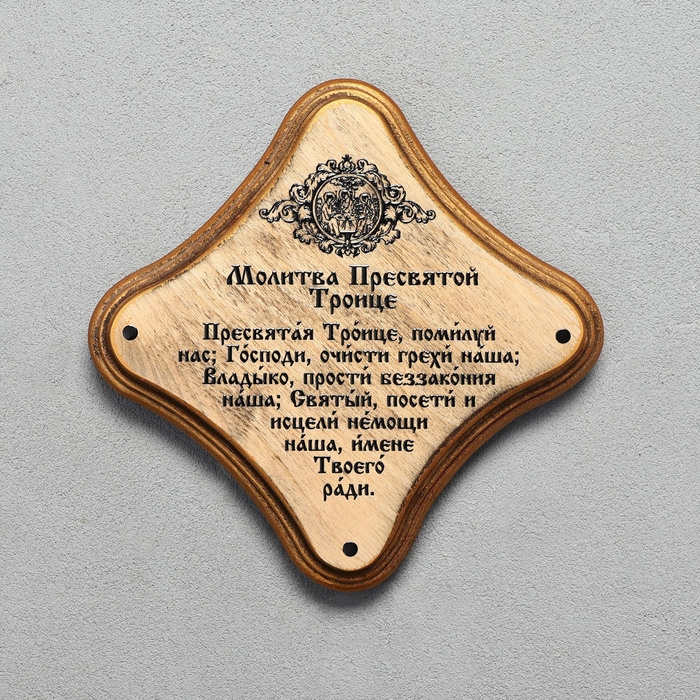 Молитва Пресвятой
Троице
Пресвята́я Тро́ице, поми́луй
нас; Го́споди, очи́сти грехи́ на́ша;
Влады́ко, прости́ беззако́ния
на́ша; Святы́й, посети́ и
исцели́ не́мощи
на́ша, и́мене
Твоего́
ра́ди.